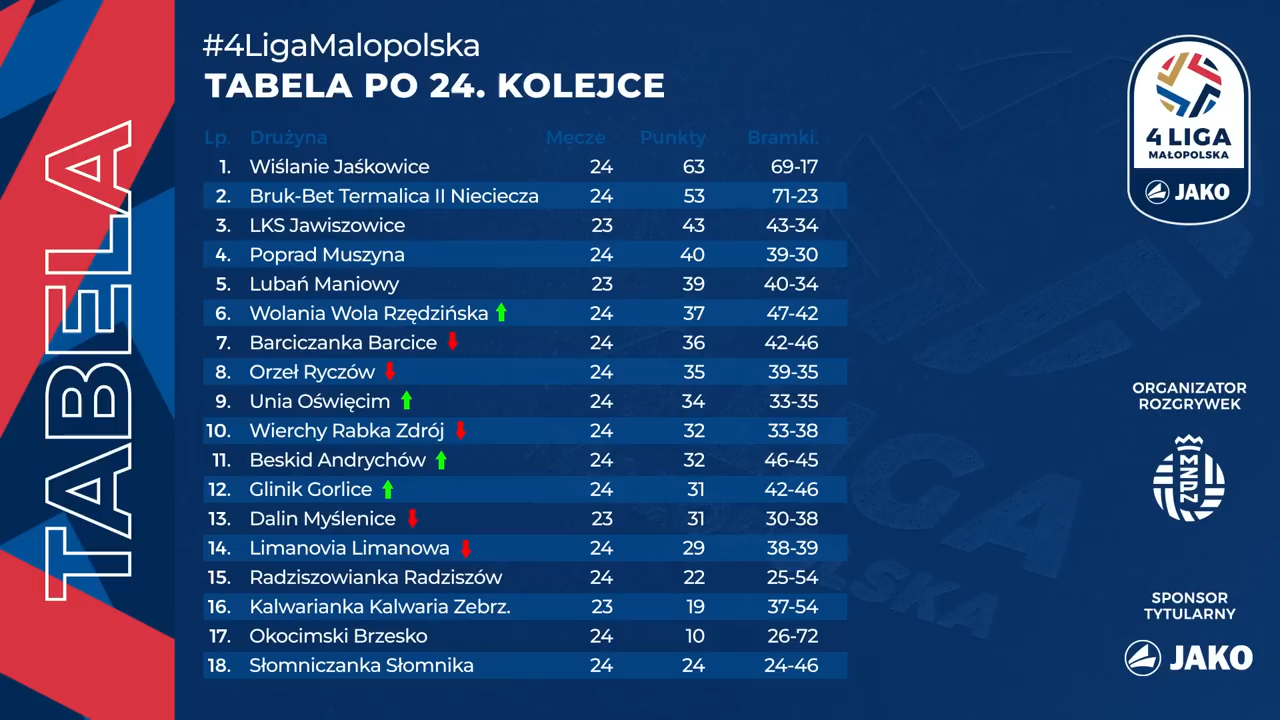 TABELA
#4LigaMalopolska
TABELA PO 24. KOLEJCE
Lp. Drużyna Mecze Punkty Bramki.
1. Wiślanie Jaśkowice 24 63 69-17
2. Bruk-Bet Termalica II Nieciecza 24 53 71-23
3. LKS Jawiszowice 23 43 43-34
4. Poprad Muszyna 24 40 39-30
5. Lubań Maniowy 23 39 40-34
6. Wolania Wola Rzędzińska 24 37 47-42
7. Barciczanka Barcice 24 36 42-46
8. Orzeł Ryczów 24 35 39-35
9. Unia Oświęcim 24 34 33-35
10. Wierchy Rabka Zdrój 24 32 33-38
11. Beskid Andrychów 24 32 46-45
12. Glinik Gorlice 24 31 42-46
13. Dalin Myślenice 23 31 30-38
14. Limanovia Limanowa 24 29 38-39
15. Radziszowianka Radziszów 24 22 25-54
16. Kalwarianka Kalwaria Zebrz. 23 19 37-54
17. Okocimski Brzesko 24 10 26-72
18. Słomniczanka Słomnika 24 24 24-46
4 LIGA
MAŁOPOLSKA
JAKO
ORGANIZATOR
ROZGRYWEK
MZPN
SPONSOR
TYTULARNY
JAKO